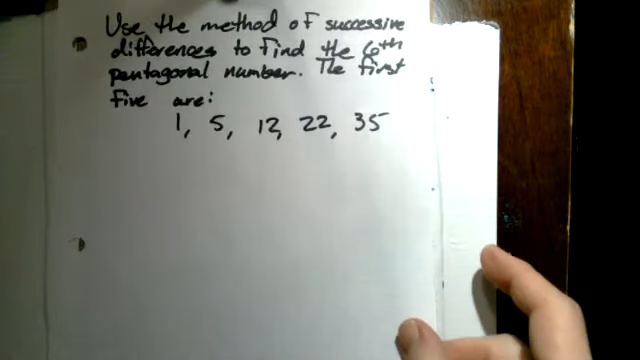 Use the method of successive
differences to find the 6th
pentagonal number. The first
five are:
1, 5, 12, 22, 35